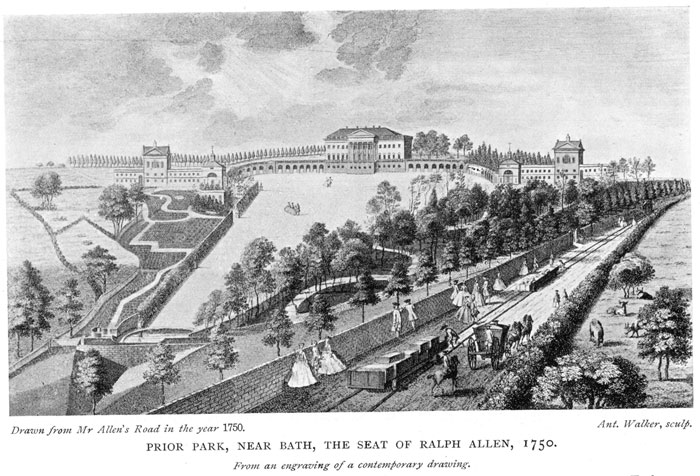 Drawn from Mr Allen's Road in the year 1750. Ant. Walker, sculp.
PRIOR PARK, NEAR BATH, THE SEAT OF RALPH ALLEN, 1750.
From an engraving of a contemporary drawing.